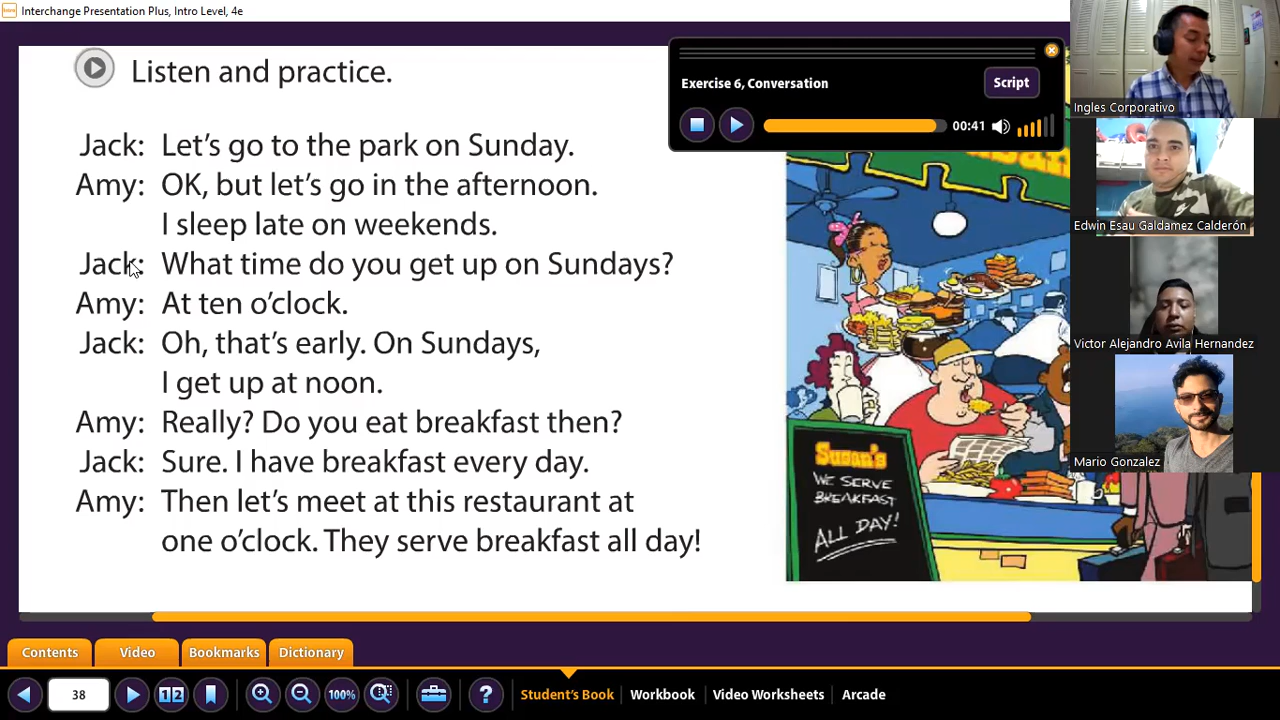 Interchange Presentation Plus, Intro Level, 4e
Listen and practice.
Exercise 6, Conversation
Script
00:41
Jack: Let's go to the park on Sunday.
Amy: OK, but let's go in the afternoon.
I sleep late on weekends.
Jack: What time do you get up on Sundays?
Amy: At ten o'clock.
Jack: Oh, that's early. On Sundays,
I get up at noon.
Amy: Really? Do you eat breakfast then?
Jack: Sure. I have breakfast every day.
Amy: Then let's meet at this restaurant at
one o'clock. They serve breakfast all day!
Susan's
WE SERVE
BREAKFAST
ALL DAY!
Ingles Corporativo
Edwin Esau Galdamez Calderón
Victor Alejandro Avila Hernandez
Mario Gonzalez
Contents Video Bookmarks Dictionary
38 12 100% ? Student's Book Workbook Video Worksheets Arcade